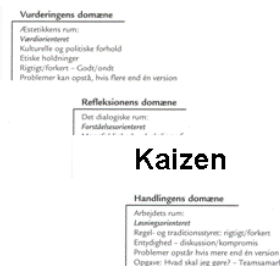 Vurderingens domæne
Æstetikkens rum:
Værdiorienteret
Kulturelle og politiske forhold
Etiske holdninger
Rigtigt/forkert – Godt/ondt
Problemer kan opstå, hvis flere end én version
Refleksionens domæne
Det dialogiske rum:
Forståelsesorienteret
Kaizen
Handlingens domæne
Arbejdets rum:
Løsningsorienteret
Regel- og traditionsstyret: rigtigt/forkert
Entydighed – diskussion/kompromis
Problemer opstår hvis mere end én version
Opgave: Hvad skal jeg gøre? –